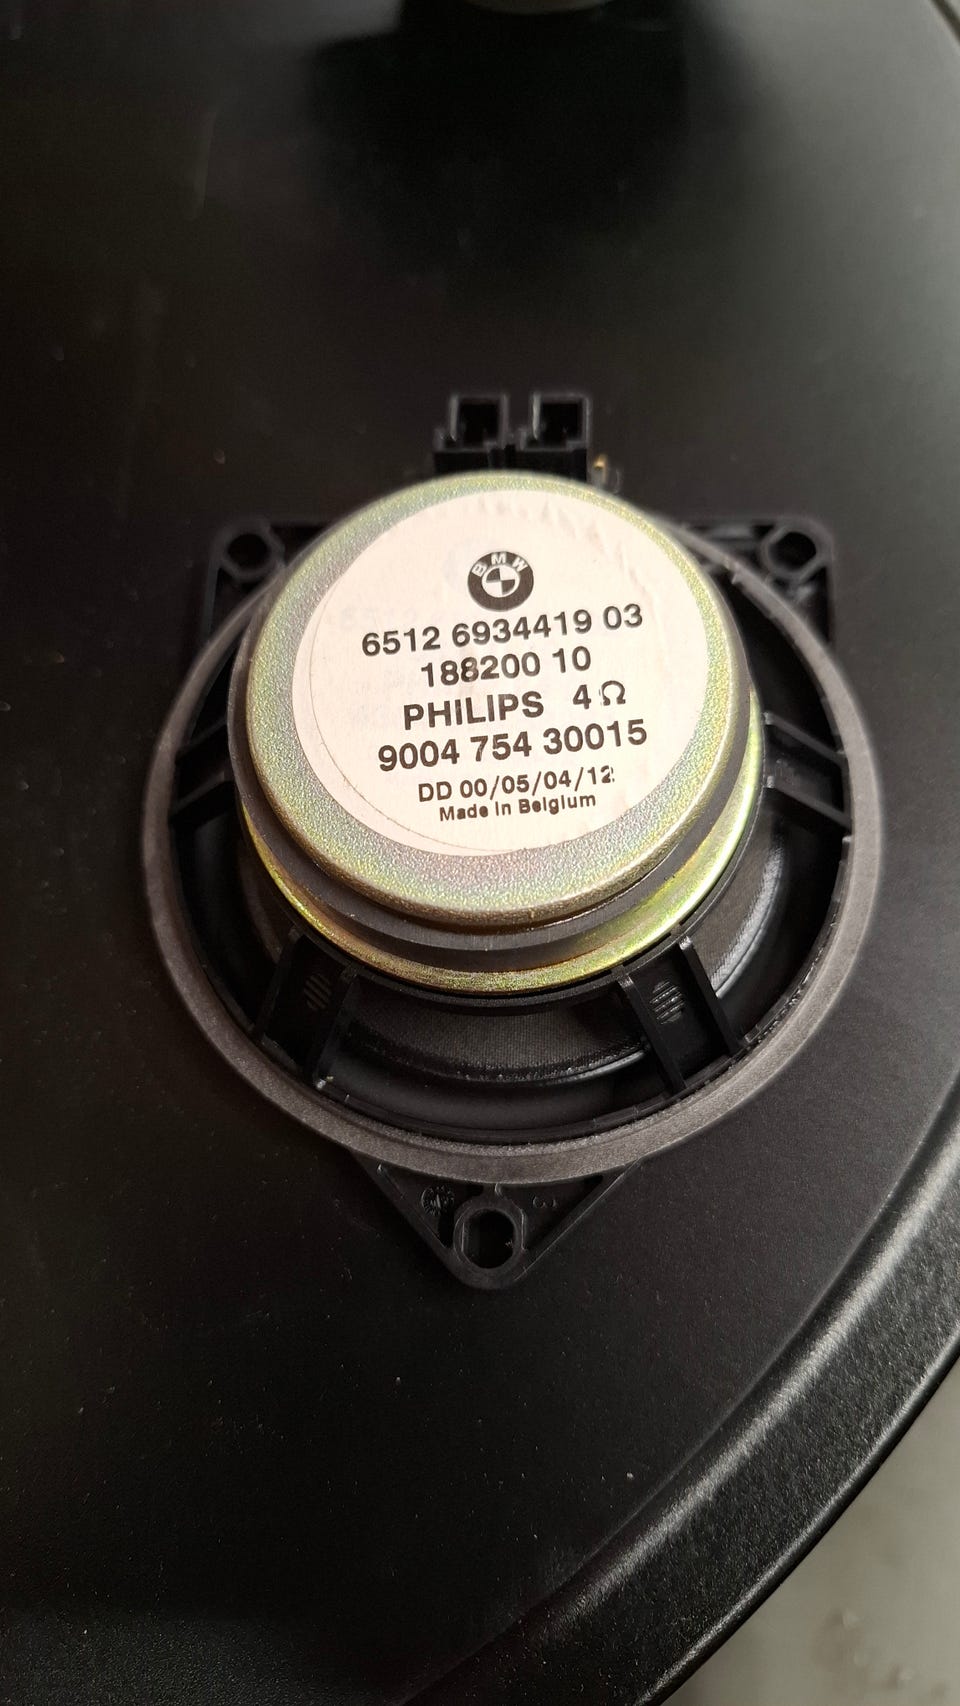 BMW
6512 6934419 03
188200 10
PHILIPS 4Ω
9004 754 30015
DD 00/05/04/12:
Made in Belgium